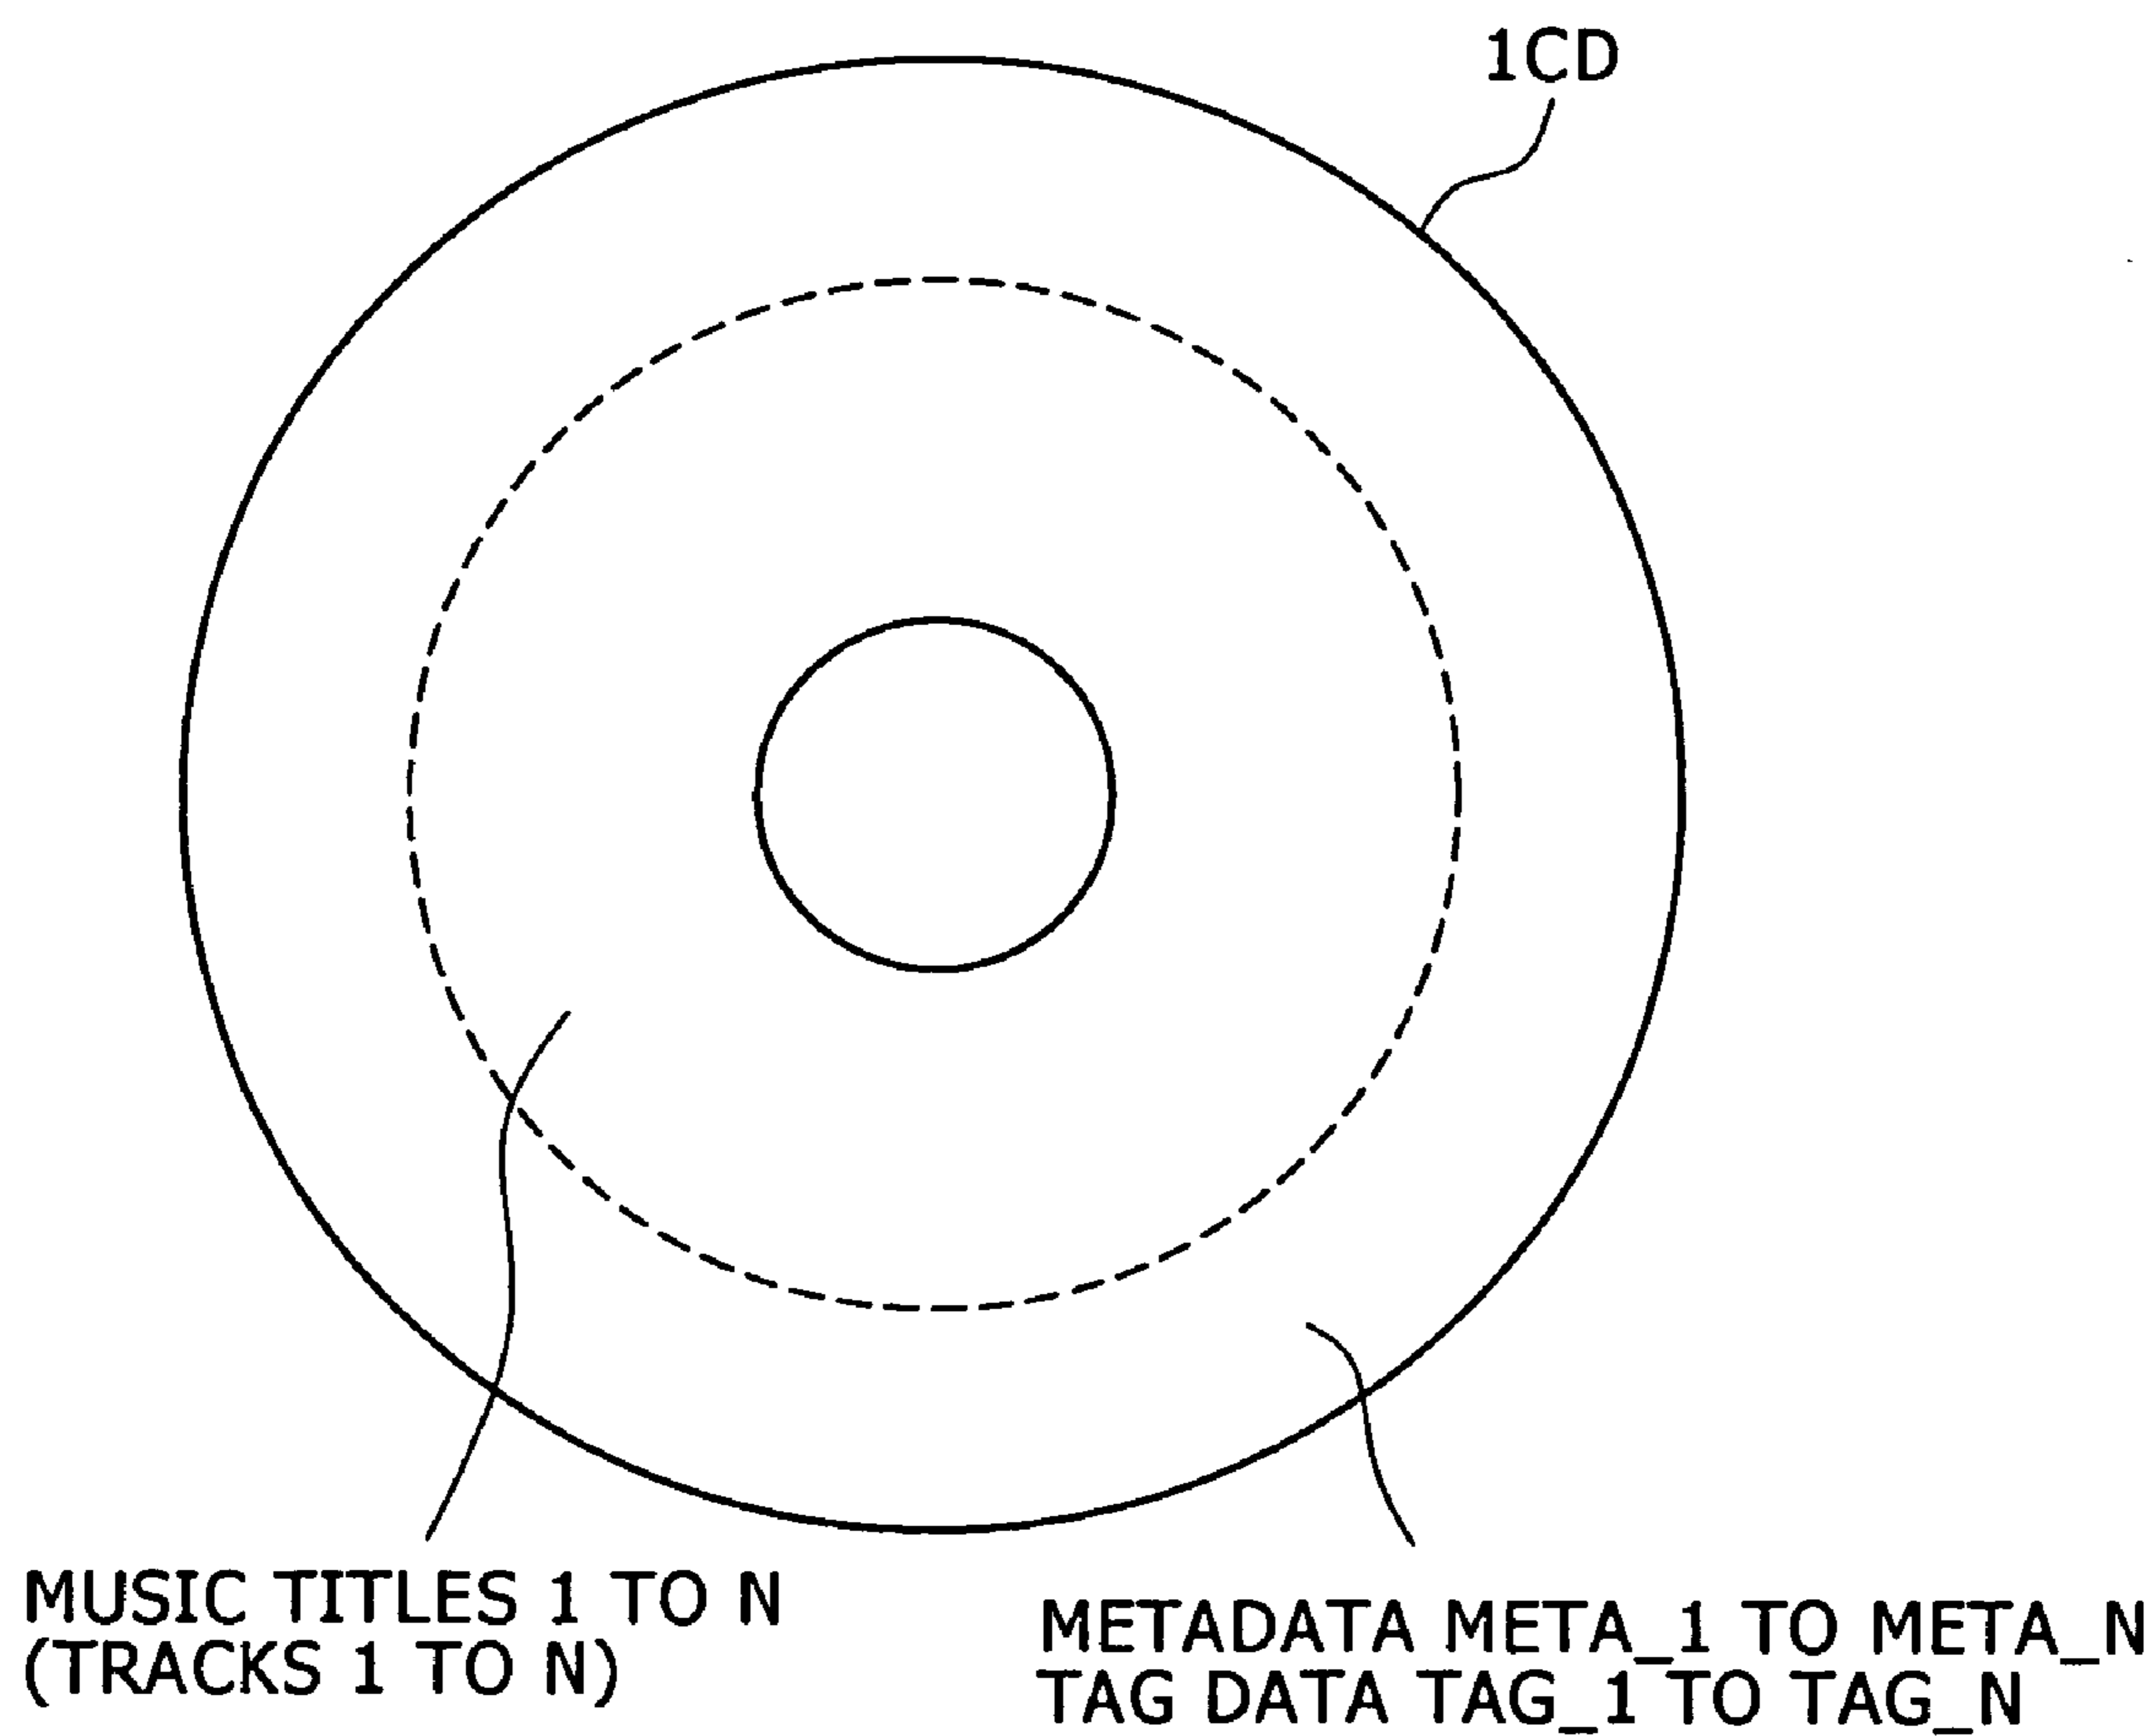 1CD
MUSIC TITLES 1 TO N
(TRACKS 1 TO N)
METADATA META_1 TO META_N
TAG DATA TAG_1 TO TAG_N